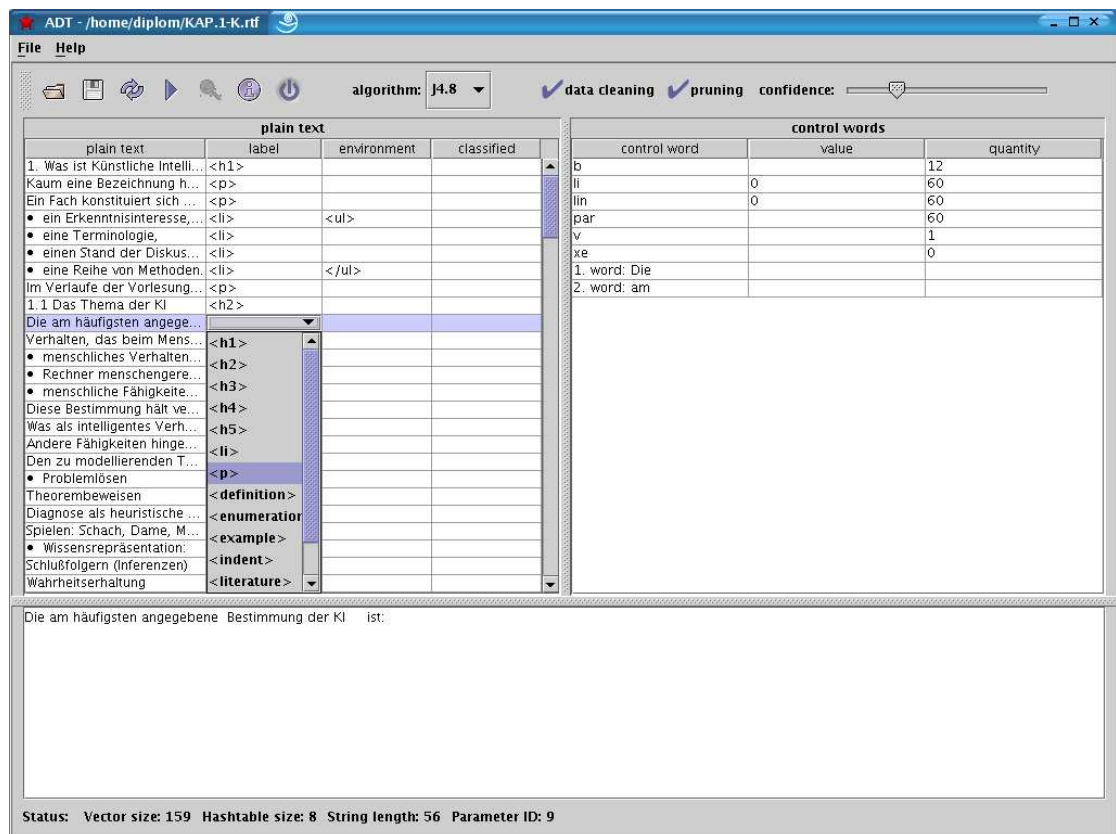 ADT - /home/diplom/KAP.1-K.rtf
File Help
algorithm: J4.8 data cleaning pruning confidence:
plain text
plain text label environment classified
1. Was ist Künstliche Intelli... <h1>
Kaum eine Bezeichnung h... <p>
Ein Fach konstituiert sich ... <p>
• ein Erkenntnisinteresse,... <li> <ul>
• eine Terminologie, <li>
• einen Stand der Diskus... <li>
• eine Reihe von Methoden. <li> </ul>
Im Verlaufe der Vorlesung... <p>
1.1 Das Thema der KI <h2>
Die am häufigsten angege...
Verhalten, das beim Mens...
• menschliches Verhalten...
• Rechner menschengere...
• menschliche Fähigkeite...
Diese Bestimmung hält ve...
Was als intelligentes Verh...
Andere Fähigkeiten hinge...
Den zu modellierenden T...
• Problemlösen
Theorembeweisen
Diagnose als heuristische ...
Spielen: Schach, Dame, M...
• Wissensrepräsentation:
Schlußfolgern (Inferenzen)
Wahrheitserhaltung
<h1>
<h2>
<h3>
<h4>
<h5>
<li>
<p>
<definition>
<enumeration
<example>
<indent>
<literature>
control words
control word value quantity
b 12
li 0 60
lin 0 60
par 60
v 1
xe 0
1. word: Die
2. word: am
Die am häufigsten angegebene Bestimmung der KI ist:
Status: Vector size: 159 Hashtable size: 8 String length: 56 Parameter ID: 9